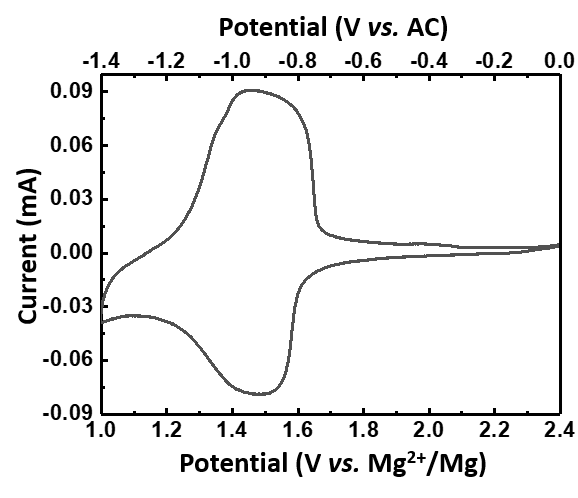 Potential (V vs. AC)
-1.4 -1.2 -1.0 -0.8 -0.6 -0.4 -0.2 0.0
Current (mA)
0.09
0.06
0.03
0.00
-0.03
-0.06
-0.09
1.0 1.2 1.4 1.6 1.8 2.0 2.2 2.4
Potential (V vs. Mg²⁺/Mg)